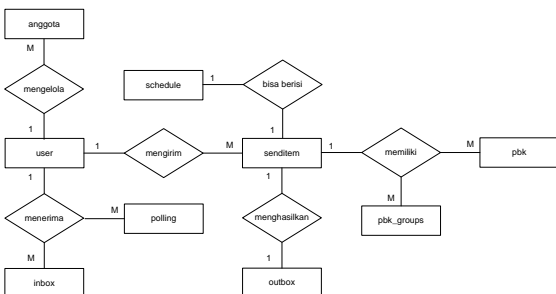 anggota
M
mengelola
schedule
1
bisa berisi
1
1
user
1
mengirim
M
senditem
1
memiliki
M
pbk
1
1
M
menerima
M
polling
menghasilkan
pbk_groups
M
1
inbox
outbox